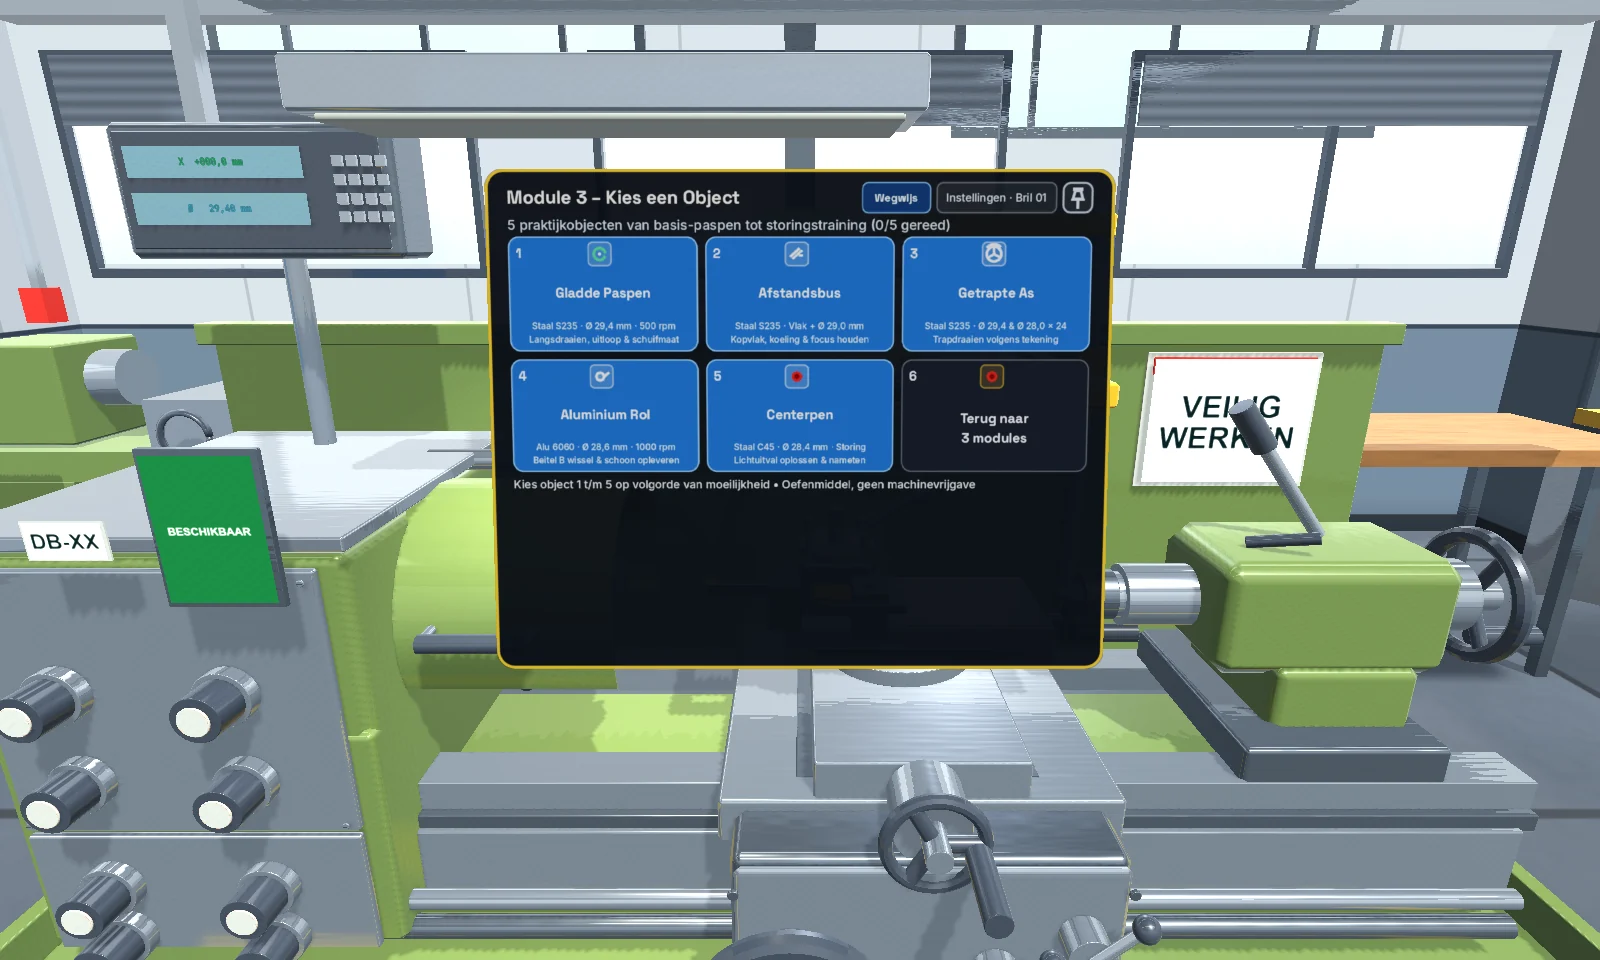 X +000,0 mm
Ø 29,40 mm
Module 3 – Kies een Object
Wegwijs
Instellingen · Bril 01
5 praktijkobjecten van basis-paspen tot storingstraining (0/5 gereed)
1
Gladde Paspen
Staal S235 · Ø 29,4 mm · 500 rpm
Langsdraaien, uitloop & schuifmaat
2
Afstandsbus
Staal S235 · Vlak + Ø 29,0 mm
Kopvlak, koeling & focus houden
3
Getrapte As
Staal S235 · Ø 29,4 & Ø 28,0 × 24
Trapdraaien volgens tekening
4
Aluminium Rol
Alu 6060 · Ø 28,6 mm · 1000 rpm
Beitel B wissel & schoon opleveren
5
Centerpen
Staal C45 · Ø 28,4 mm · Storing
Lichtuitval oplossen & nameten
6
Terug naar
3 modules
Kies object 1 t/m 5 op volgorde van moeilijkheid • Oefenmiddel, geen machinevrijgave
VEILIG
WERKEN
DB-XX
BESCHIKBAAR